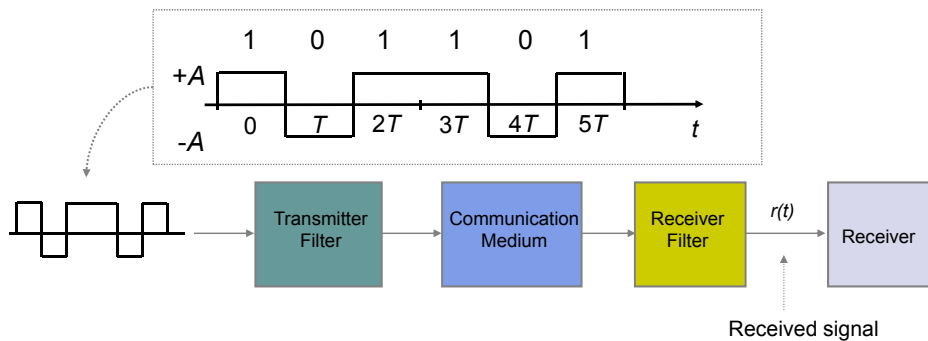 1 0 1 1 0 1
+A
0 T 2T 3T 4T 5T t
-A
Transmitter
Filter
Communication
Medium
Receiver
Filter
r(t)
Receiver
Received signal